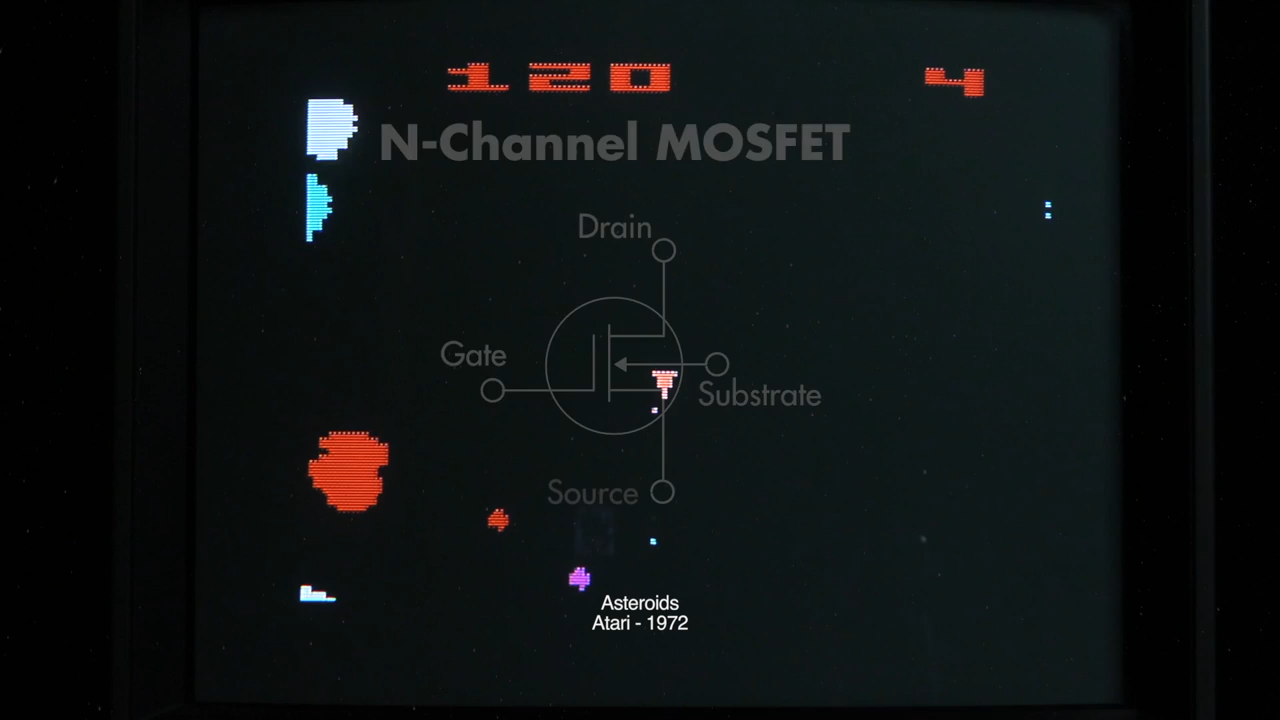 120 4
N-Channel MOSFET
Drain
Gate
Substrate
Source
Asteroids
Atari - 1972